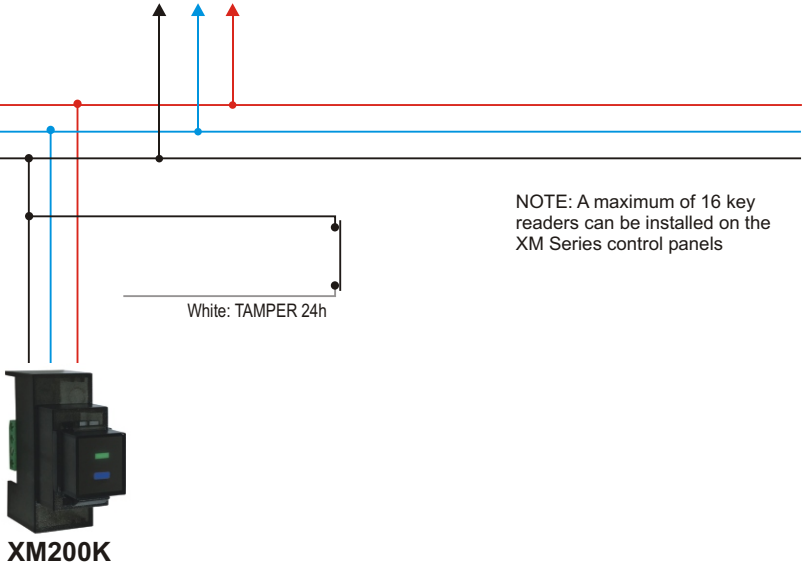 NOTE: A maximum of 16 key
readers can be installed on the
XM Series control panels
White: TAMPER 24h
XM200K